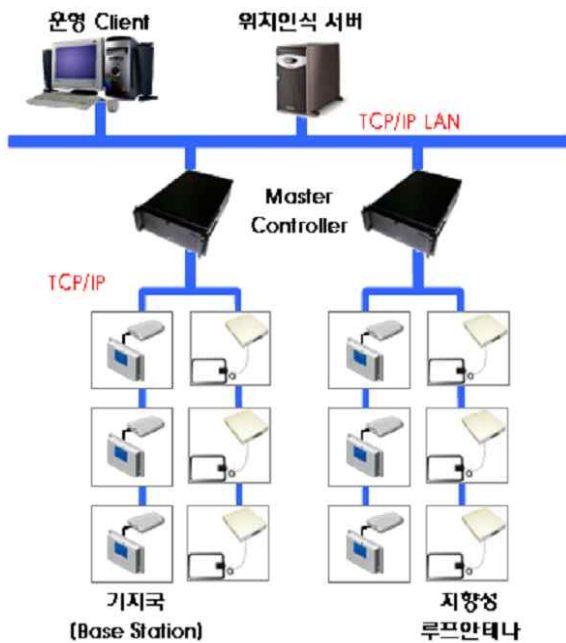 운영 Client
위치인식 서버
TCP/IP LAN
Master
Controller
TCP/IP
기지국
(Base Station)
지향성
루프안테나